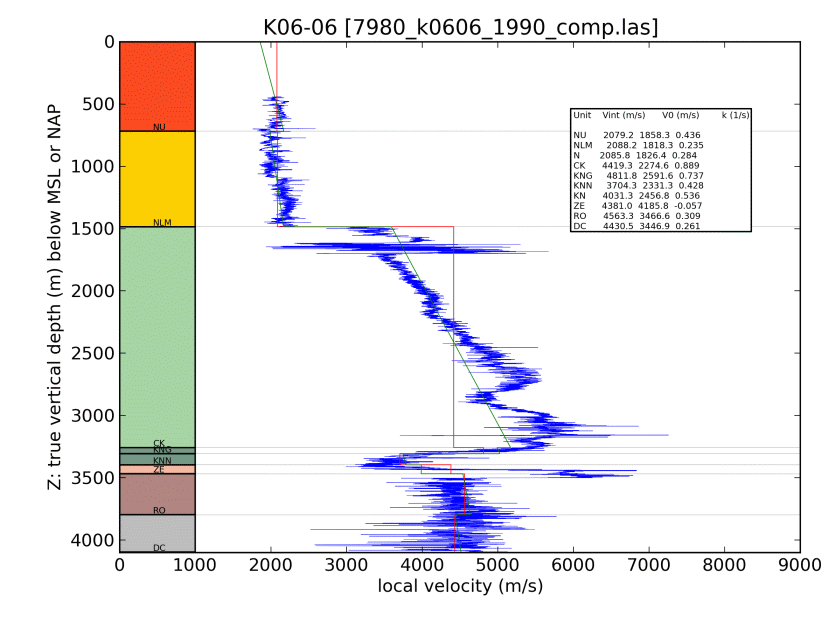 K06-06 [7980_k0606_1990_comp.las]
Z: true vertical depth (m) below MSL or NAP
0
500
1000
1500
2000
2500
3000
3500
4000
NU
NLM
CK
KNG
KNN
ZE
RO
DC
Unit Vint (m/s) V0 (m/s) k (1/s)
NU 2079.2 1858.3 0.436
NLM 2088.2 1818.3 0.235
N 2085.8 1826.4 0.284
CK 4419.3 2274.6 0.889
KNG 4811.8 2591.6 0.737
KNN 3704.3 2331.3 0.428
KN 4031.3 2456.8 0.536
ZE 4381.0 4185.8 -0.057
RO 4563.3 3466.6 0.309
DC 4430.5 3446.9 0.261
0 1000 2000 3000 4000 5000 6000 7000 8000 9000
local velocity (m/s)